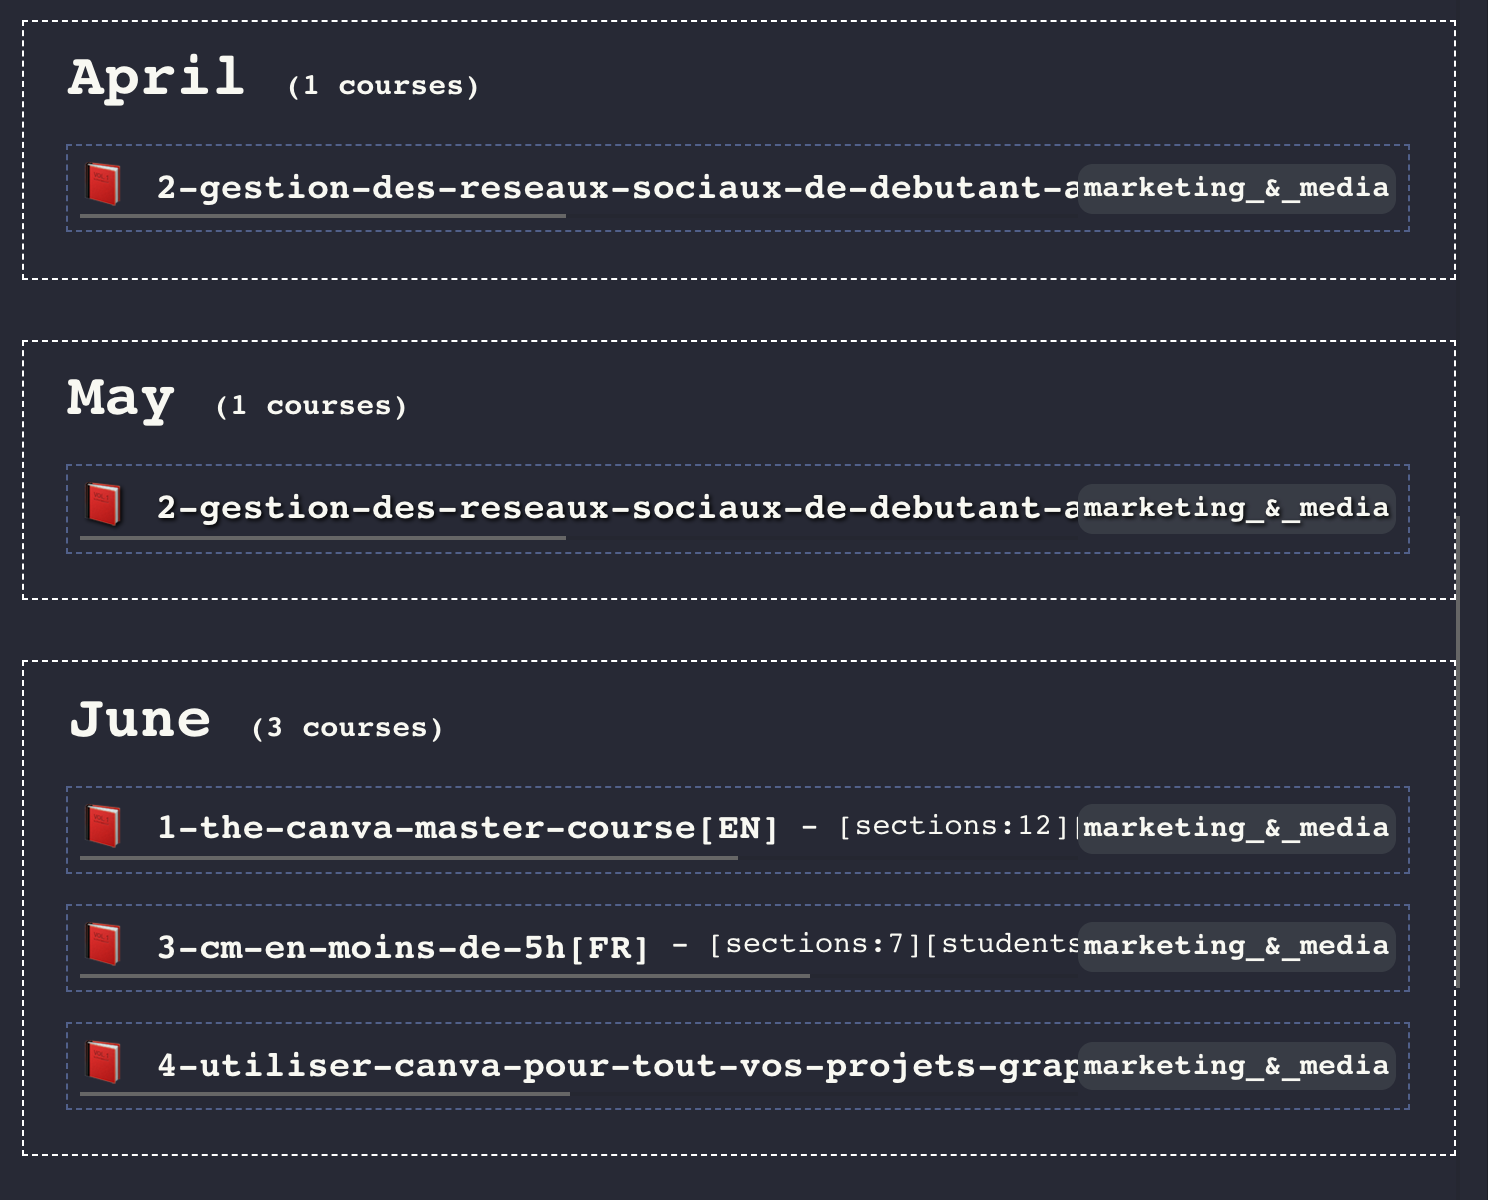 April (1 courses)
2-gestion-des-reseaux-sociaux-de-debutant-a marketing_&_media
May (1 courses)
2-gestion-des-reseaux-sociaux-de-debutant-a marketing_&_media
June (3 courses)
1-the-canva-master-course[EN] - [sections:12][ marketing_&_media
3-cm-en-moins-de-5h[FR] - [sections:7][students marketing_&_media
4-utiliser-canva-pour-tout-vos-projets-grap marketing_&_media